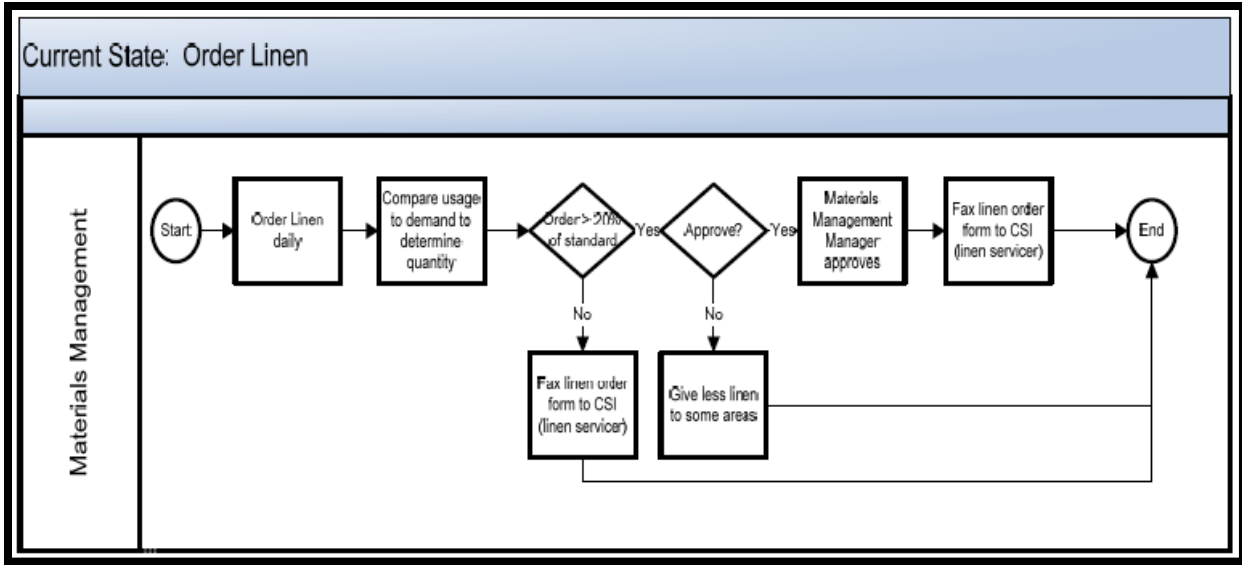 Current State: Order Linen
Materials Management
Start
Order Linen
daily
Compare usage
to demand to
determine
quantity
Order > 20%
of standard
Yes
Approve?
Yes
Materials
Management
Manager
approves
Fax linen order
form to CSI
(linen servicer)
End
No
No
Fax linen order
form to CSI
(linen servicer)
Give less linen
to some areas